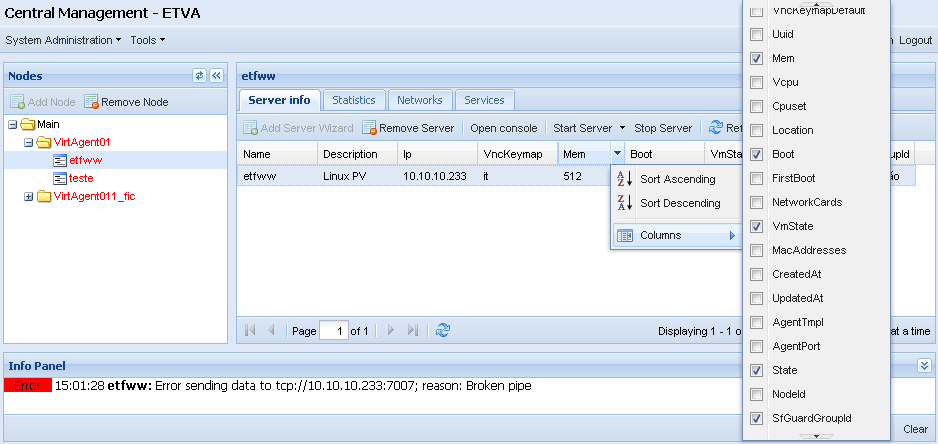 Central Management - ETVA
System Administration
Tools
Logout
Nodes
Add Node
Remove Node
Main
VirtAgent01
etfww
teste
VirtAgent011_fic
etfww
Server info
Statistics
Networks
Services
Add Server Wizard
Remove Server
Open console
Start Server
Stop Server
Name
Description
Ip
VncKeymap
Mem
Boot
etfww
Linux PV
10.10.10.233
it
512
Sort Ascending
Sort Descending
Columns
VncKeymapDefault
Uuid
Mem
Vcpu
Cpuset
Location
Boot
FirstBoot
NetworkCards
VmState
MacAddresses
CreatedAt
UpdatedAt
AgentTmpl
AgentPort
State
NodeId
SfGuardGroupId
Page 1 of 1
Displaying 1 - 1 o
at a time
Info Panel
Error 15:01:28 etfww: Error sending data to tcp://10.10.10.233:7007; reason: Broken pipe
Clear